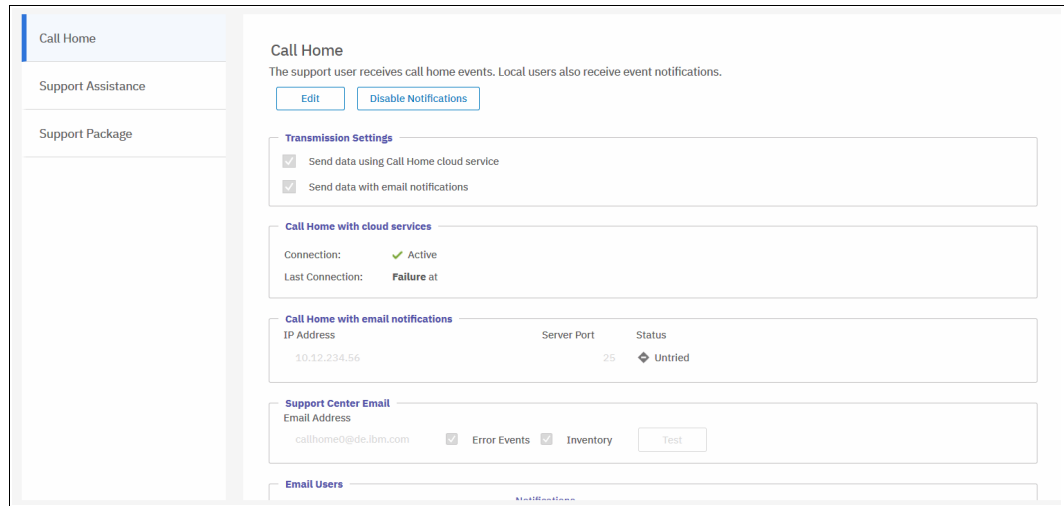 Call Home
Support Assistance
Support Package
Call Home
The support user receives call home events. Local users also receive event notifications.
Edit Disable Notifications
Transmission Settings
Send data using Call Home cloud service
Send data with email notifications
Call Home with cloud services
Connection: Active
Last Connection: Failure at
Call Home with email notifications
IP Address Server Port Status
10.12.234.56 25 Untried
Support Center Email
Email Address
callhome0@de.ibm.com Error Events Inventory Test
Email Users
Notifications